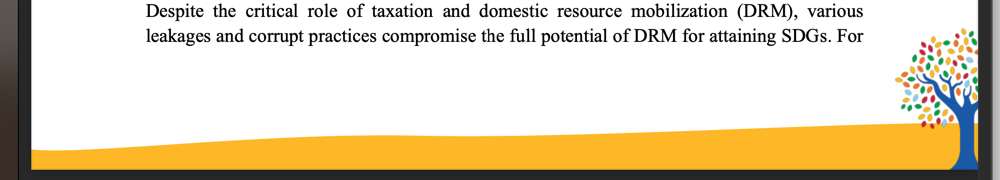 Despite the critical role of taxation and domestic resource mobilization (DRM), various
leakages and corrupt practices compromise the full potential of DRM for attaining SDGs. For